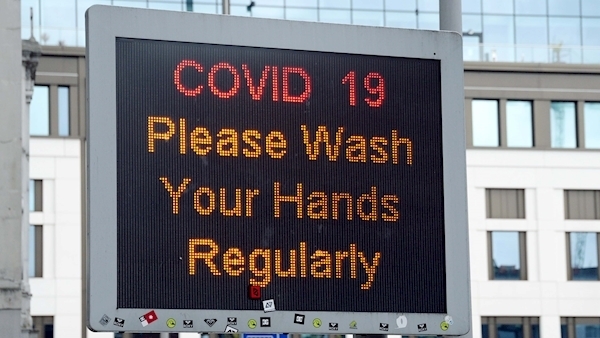 COVID 19
Please Wash
Your Hands
Regularly